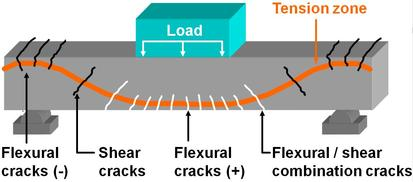 Load
Tension zone
Flexural
cracks (-)
Shear
cracks
Flexural
cracks (+)
Flexural / shear
combination cracks